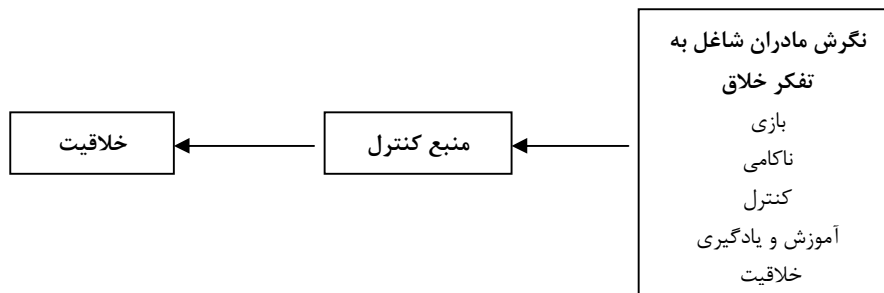 نگرش مادران شاغل به
تفکر خلاق
بازی
ناکامی
کنترل
آموزش و یادگیری
خلاقیت
منبع کنترل
خلاقیت